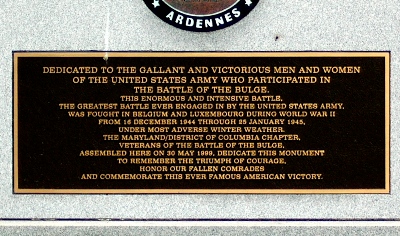 ARDENNES
DEDICATED TO THE GALLANT AND VICTORIOUS MEN AND WOMEN
OF THE UNITED STATES ARMY WHO PARTICIPATED IN
THE BATTLE OF THE BULGE.
THIS ENORMOUS AND INTENSIVE BATTLE,
THE GREATEST BATTLE EVER ENGAGED IN BY THE UNITED STATES ARMY,
WAS FOUGHT IN BELGIUM AND LUXEMBOURG DURING WORLD WAR II
FROM 16 DECEMBER 1944 THROUGH 25 JANUARY 1945,
UNDER MOST ADVERSE WINTER WEATHER.
THE MARYLAND/DISTRICT OF COLUMBIA CHAPTER,
VETERANS OF THE BATTLE OF THE BULGE,
ASSEMBLED HERE ON 30 MAY 1999, DEDICATE THIS MONUMENT
TO REMEMBER THE TRIUMPH OF COURAGE,
HONOR OUR FALLEN COMRADES
AND COMMEMORATE THIS EVER FAMOUS AMERICAN VICTORY.